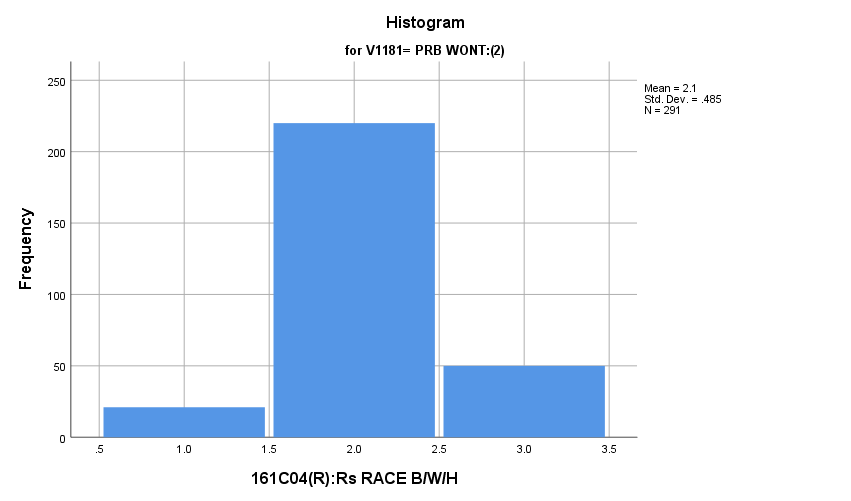 Histogram
for V1181= PRB WONT:(2)
Mean = 2.1
Std. Dev. = .485
N = 291
250
200
150
100
50
0
Frequency
.5 1.0 1.5 2.0 2.5 3.0 3.5
161C04(R):Rs RACE B/W/H